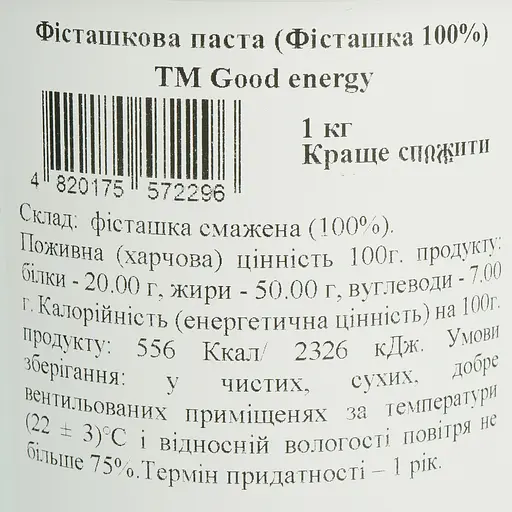 Фісташкова паста (Фісташка 100%)
ТМ Good energy
1 кг
Краще спожити
4 820175 572296
Склад: фісташка смажена (100%).
Поживна (харчова) цінність 100г. продукту:
білки - 20.00 г, жири - 50.00 г, вуглеводи - 7.00
г. Калорійність (енергетична цінність) на 100г.
продукту: 556 Ккал/ 2326 кДж. Умови
зберігання: у чистих, сухих, добре
вентильованих приміщенях за температури
(22 ± 3)°С і відносній вологості повітря не
більше 75%.Термін придатності – 1 рік.